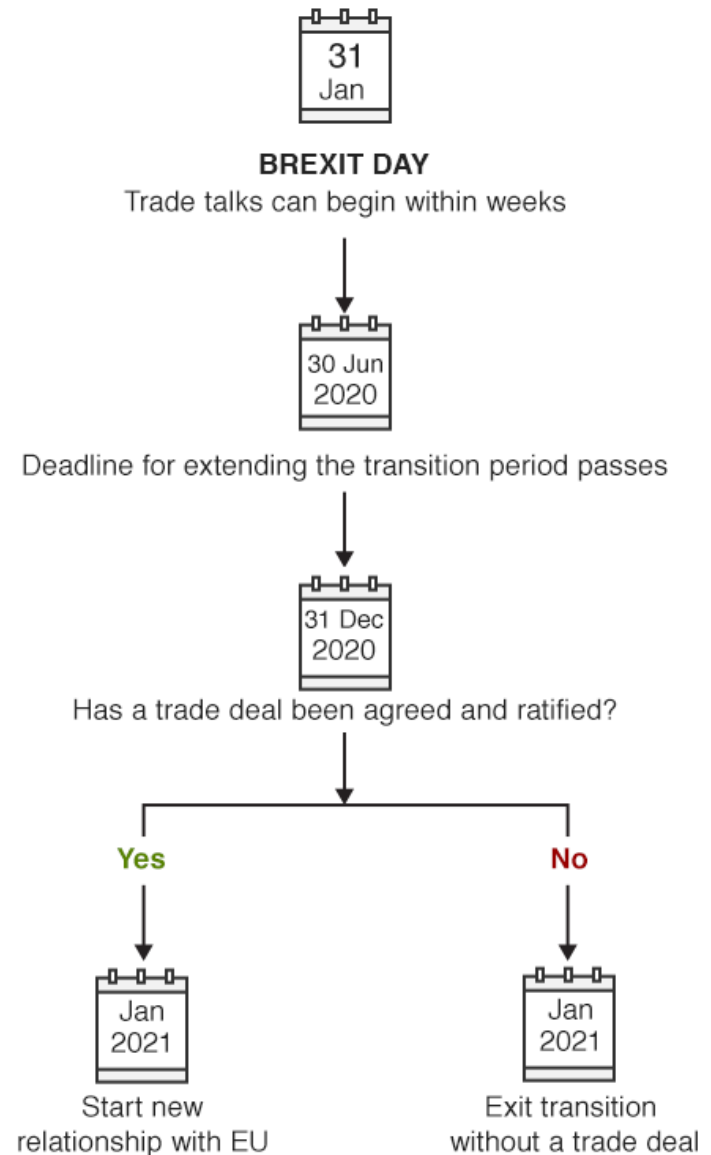 31
Jan
BREXIT DAY
Trade talks can begin within weeks
30 Jun
2020
Deadline for extending the transition period passes
31 Dec
2020
Has a trade deal been agreed and ratified?
Yes
No
Jan
2021
Jan
2021
Start new
relationship with EU
Exit transition
without a trade deal